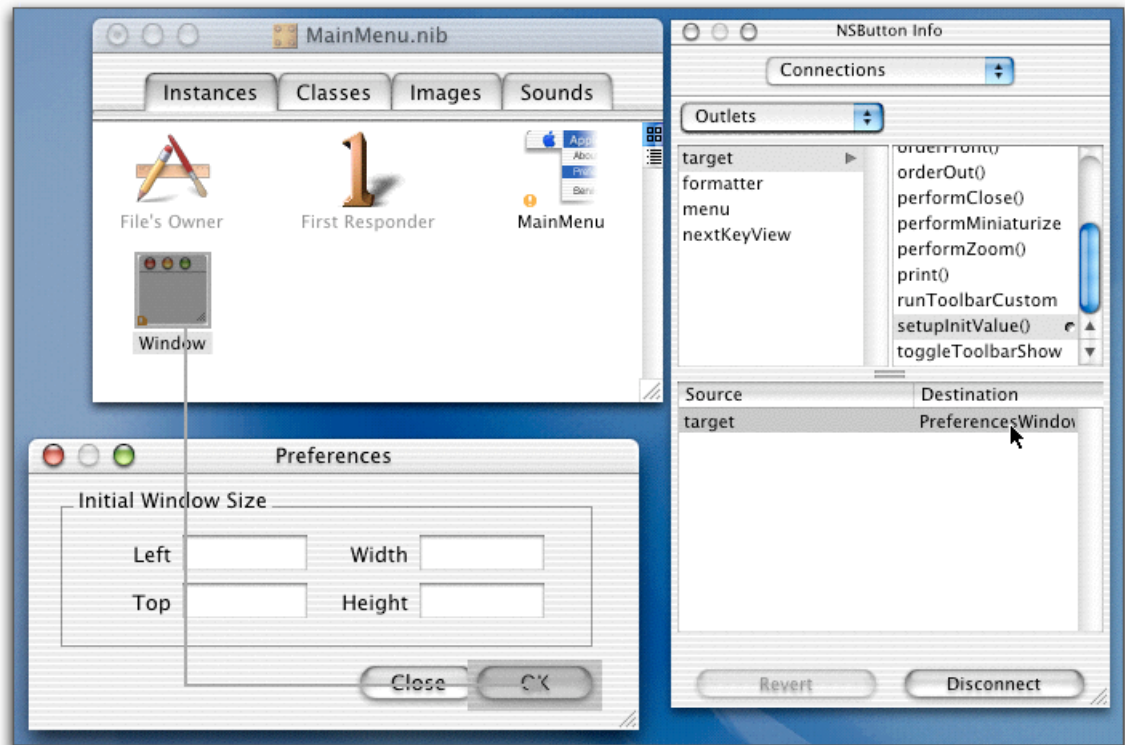 MainMenu.nib
Instances
Classes
Images
Sounds
File's Owner
First Responder
MainMenu
Window
Preferences
Initial Window Size
Left
Width
Top
Height
Close
OK
NSButton Info
Connections
Outlets
target
formatter
menu
nextKeyView
orderFront()
orderOut()
performClose()
performMiniaturize
performZoom()
print()
runToolbarCustom
setupInitValue()
toggleToolbarShow
Source Destination
target PreferencesWindow
Revert
Disconnect